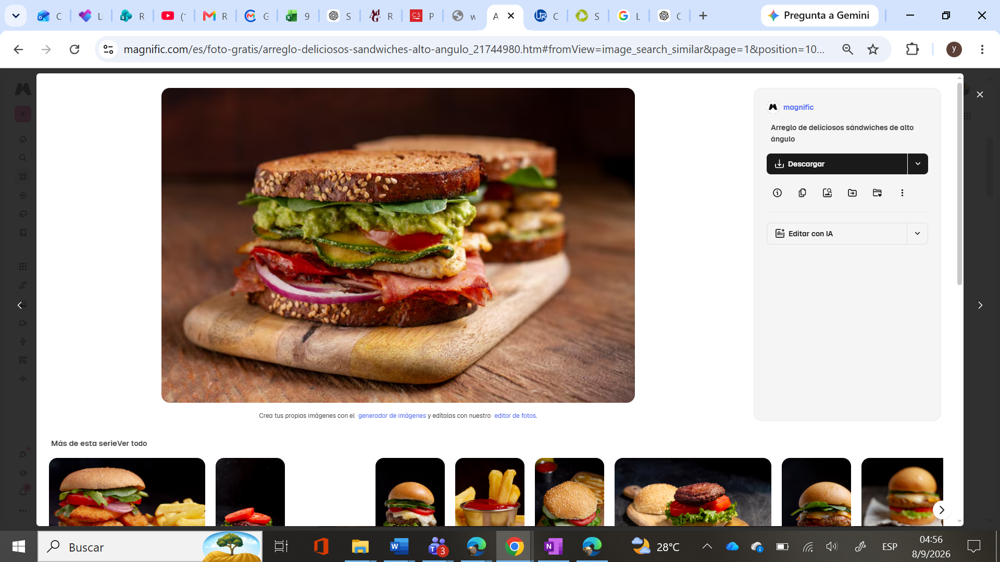 C
L
R
(
R
G
9
S
R
P
w
A
C
S
L
C
Pregunta a Gemini
magnific.com/es/foto-gratis/arreglo-deliciosos-sandwiches-alto-angulo_21744980.htm#fromView=image_search_similar&page=1&position=10...
y
magnific
Arreglo de deliciosos sándwiches de alto
ángulo
Descargar
Editar con IA
Crea tus propias imágenes con el generador de imágenes y edítalas con nuestro editor de fotos.
Más de esta serieVer todo
Buscar
3
28°C
ESP
04:56
8/9/2026